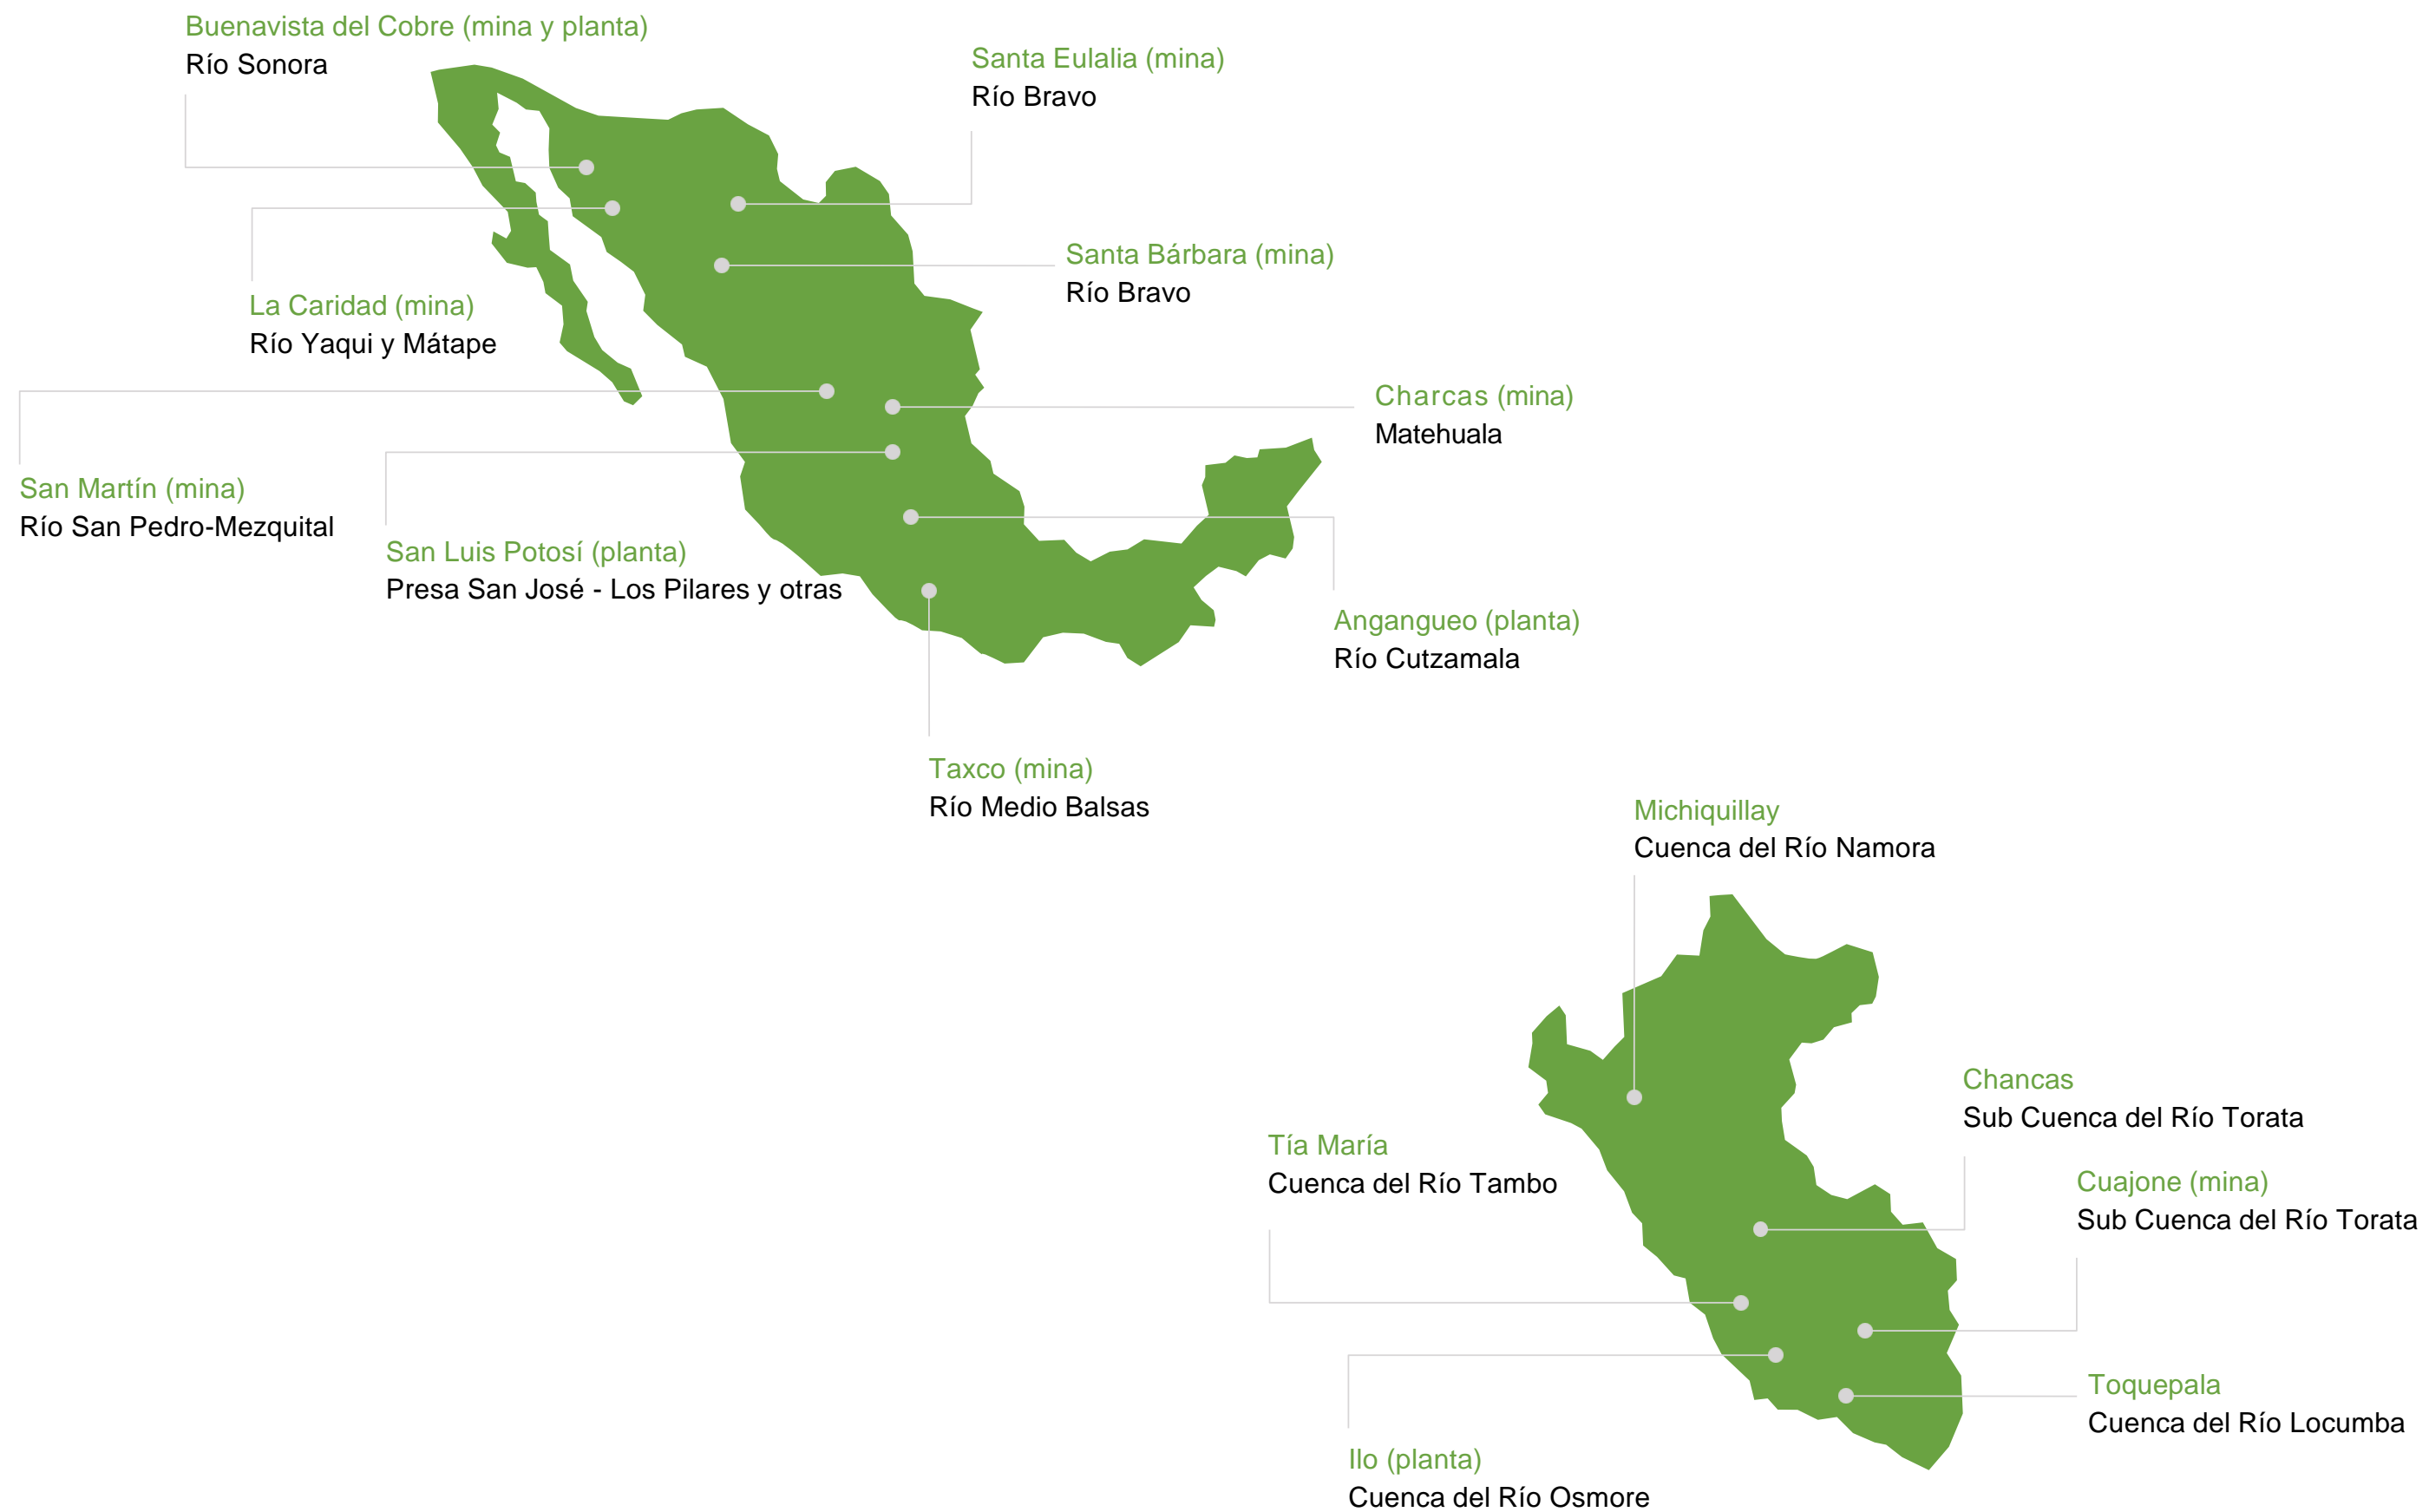 Buenavista del Cobre (mina y planta)
Río Sonora
Santa Eulalia (mina)
Río Bravo
Santa Bárbara (mina)
Río Bravo
La Caridad (mina)
Río Yaqui y Mátape
Charcas (mina)
Matehuala
San Martín (mina)
Río San Pedro-Mezquital
San Luis Potosí (planta)
Presa San José - Los Pilares y otras
Angangueo (planta)
Río Cutzamala
Taxco (mina)
Río Medio Balsas
Michiquillay
Cuenca del Río Namora
Chancas
Sub Cuenca del Río Torata
Tía María
Cuenca del Río Tambo
Cuajone (mina)
Sub Cuenca del Río Torata
Toquepala
Cuenca del Río Locumba
Ilo (planta)
Cuenca del Río Osmore